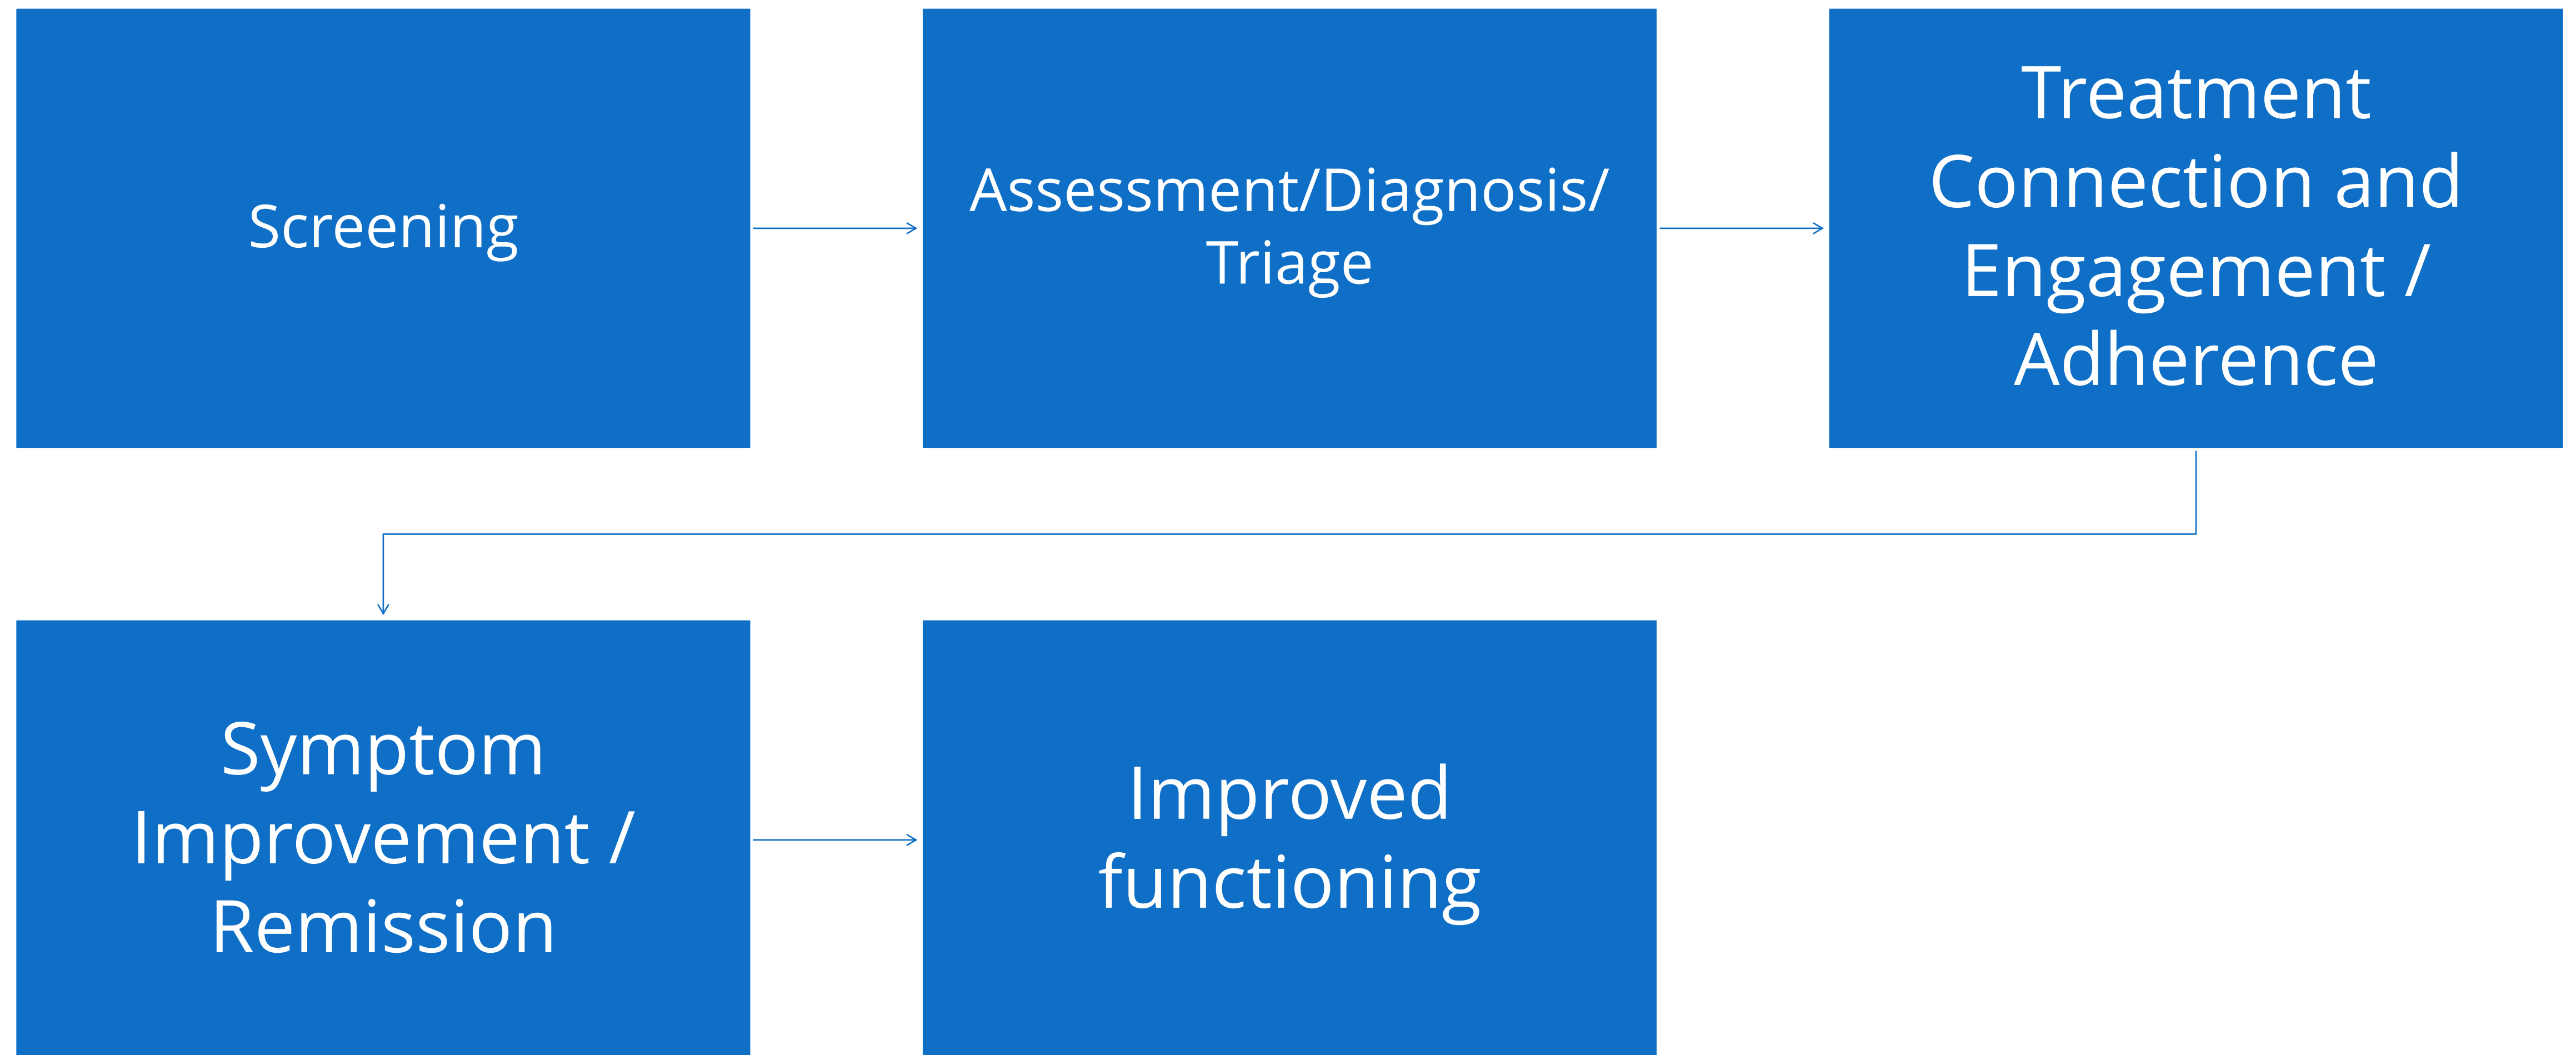 Screening
Assessment/Diagnosis/
Triage
Treatment
Connection and
Engagement /
Adherence
Symptom
Improvement /
Remission
Improved
functioning